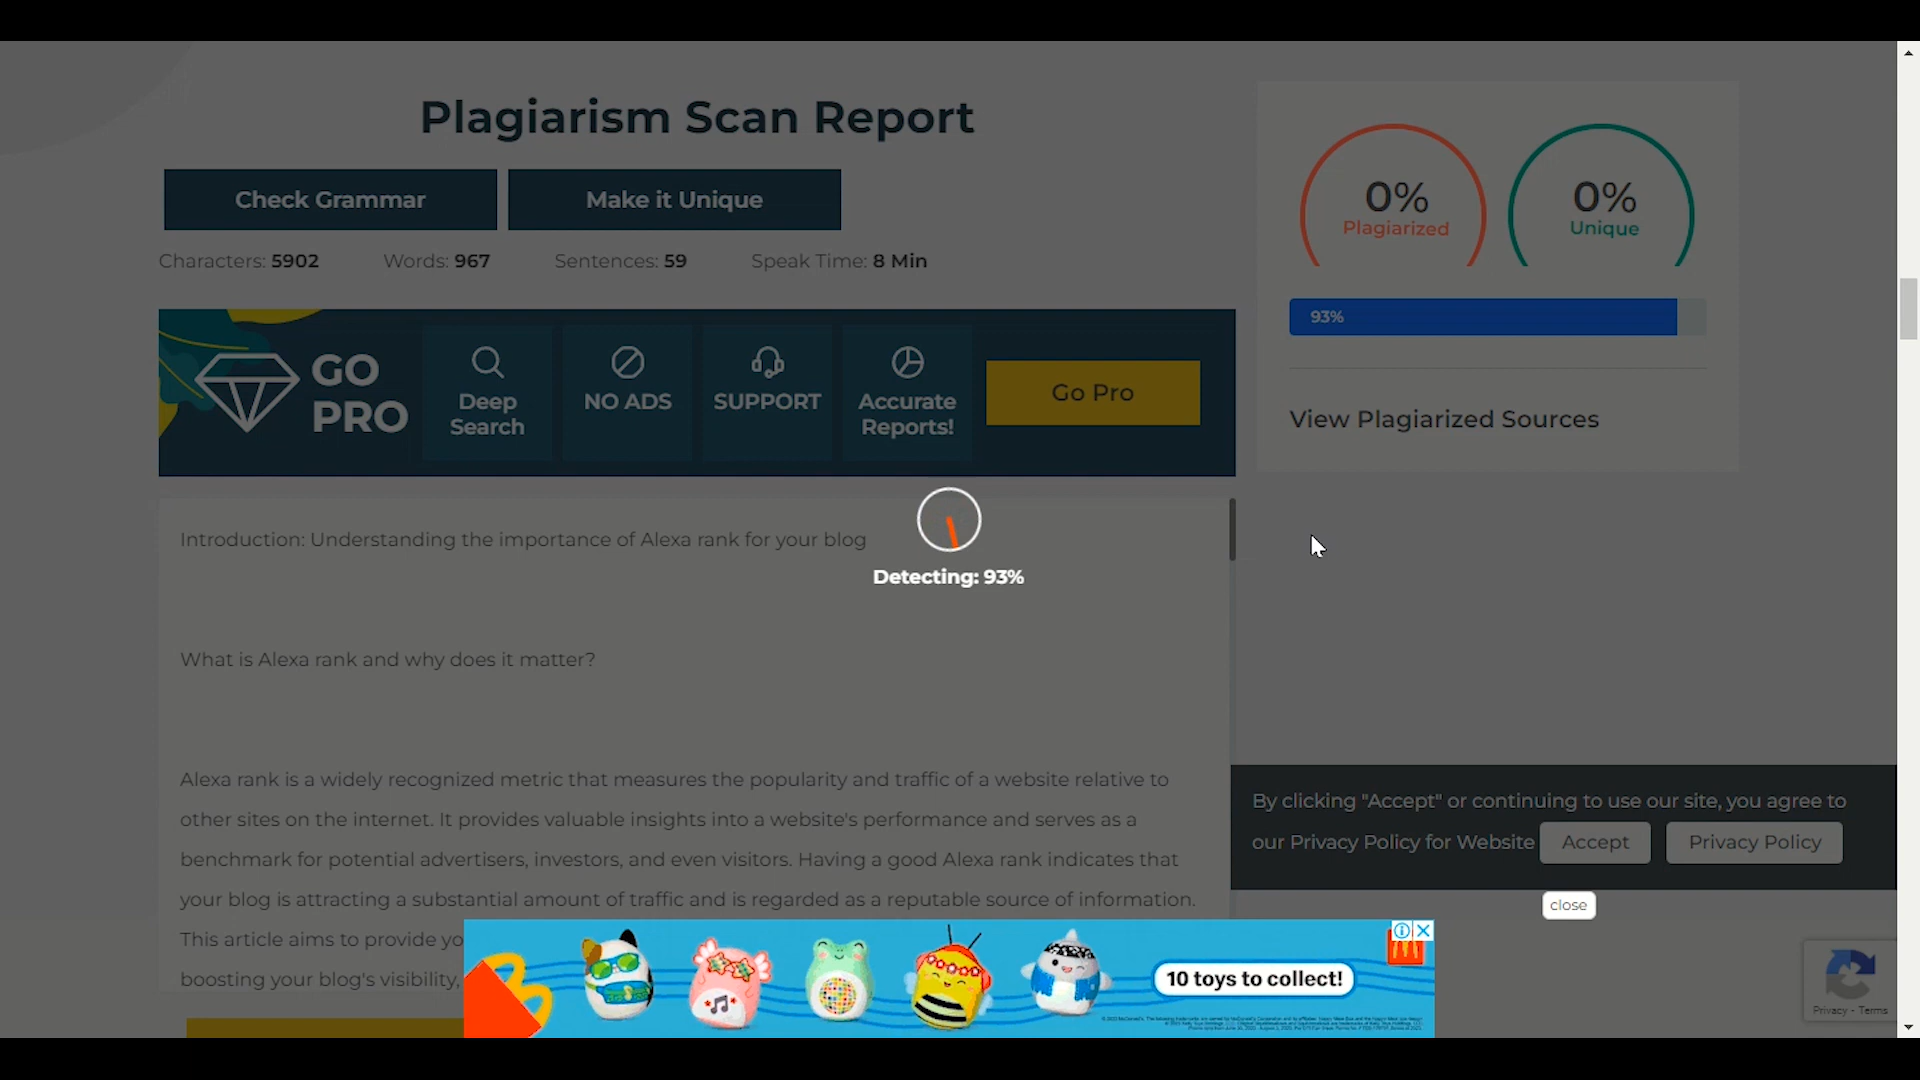 Plagiarism Scan Report
Check Grammar
Make it Unique
Characters: 5902 Words: 967 Sentences: 59 Speak Time: 8 Min
0%
Plagiarized
0%
Unique
93%
View Plagiarized Sources
GO
PRO
Deep
Search
NO ADS
SUPPORT
Accurate
Reports!
Go Pro
Detecting: 93%
Introduction: Understanding the importance of Alexa rank for your blog
What is Alexa rank and why does it matter?
Alexa rank is a widely recognized metric that measures the popularity and traffic of a website relative to
other sites on the internet. It provides valuable insights into a website's performance and serves as a
benchmark for potential advertisers, investors, and even visitors. Having a good Alexa rank indicates that
your blog is attracting a substantial amount of traffic and is regarded as a reputable source of information.
This article aims to provide yo
boosting your blog's visibility,
By clicking "Accept" or continuing to use our site, you agree to
our Privacy Policy for Website
Accept
Privacy Policy
close
10 toys to collect!
Privacy - Terms